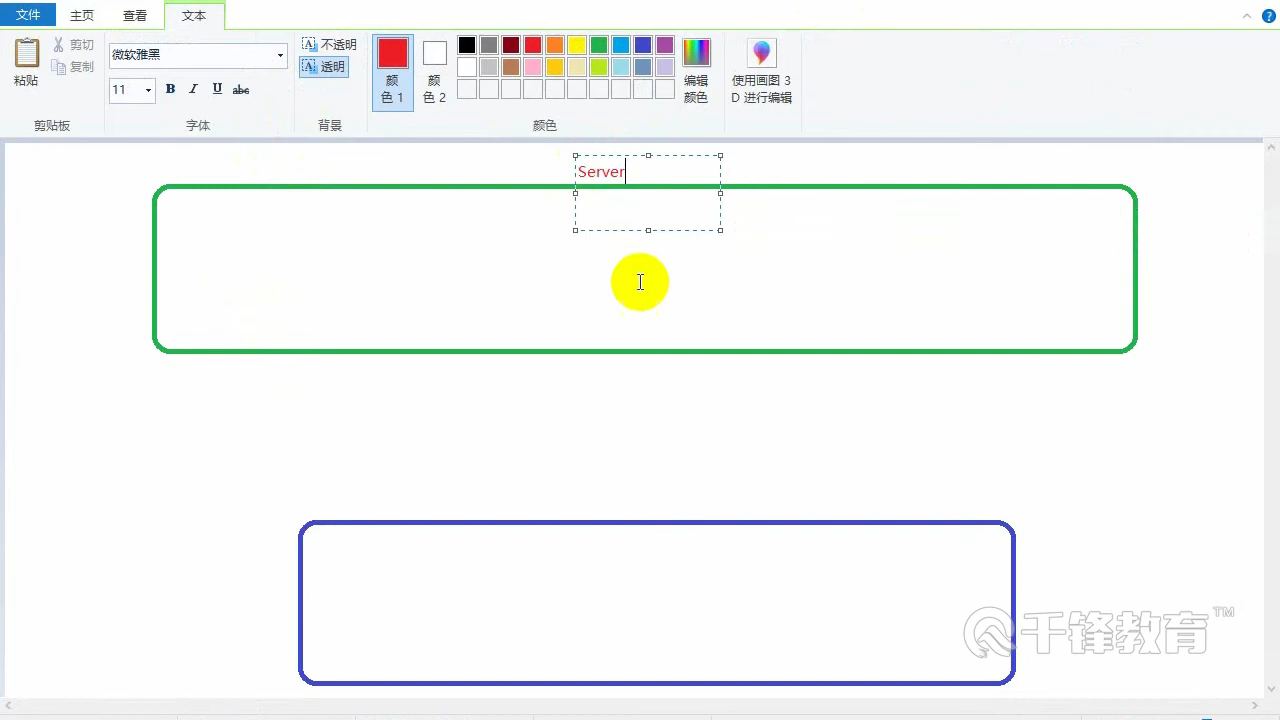 文件 主页 查看 文本
粘贴 剪切 复制
剪贴板
微软雅黑
11 B I U abc
字体
A 不透明
A 透明
背景
颜色 1
颜色 2
编辑颜色
颜色
使用画图 3D 进行编辑
Server
千锋教育TM